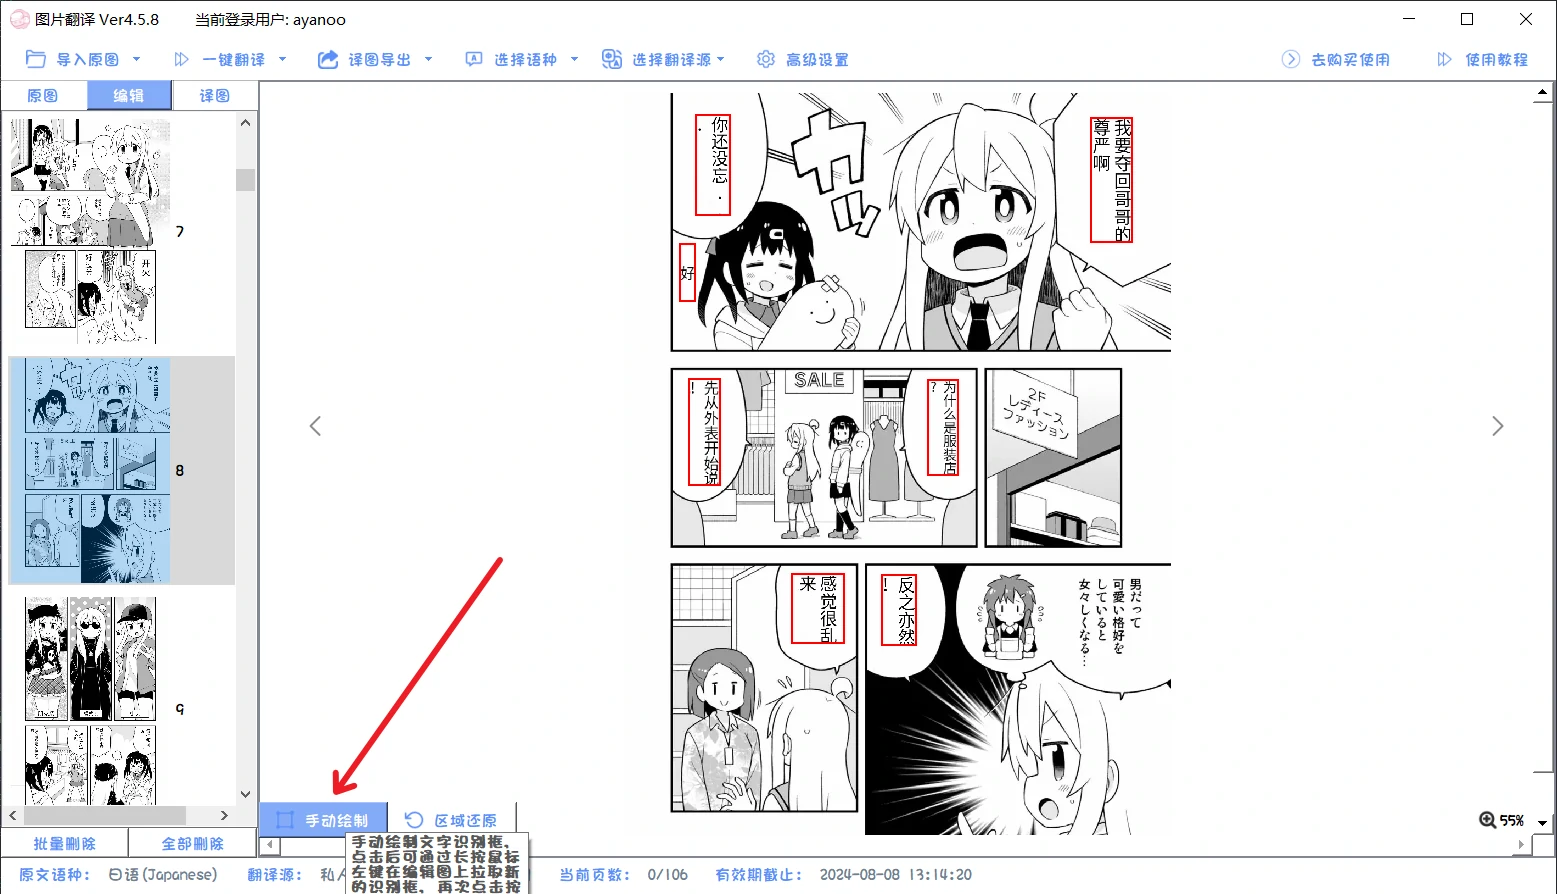 图片翻译 Ver4.5.8
当前登录用户: ayanoo
导入原图
一键翻译
译图导出
选择语种
选择翻译源
高级设置
去购买使用
使用教程
原图
编辑
译图
7
8
9
我要夺回哥哥的
尊严啊
你还没忘.
.
好
カ
ッ
2F
レディース
ファッション
为什么是服装店
?
SALE
先从外表开始说
!
男だって
可愛い格好を
していると
女々しくなる…
反之亦然
!
感觉很乱
来
55%
手动绘制
区域还原
手动绘制文字识别框，
点击后可通过长按鼠标
左键在编辑图上拉取新
的识别框，再次点击按
批量删除
全部删除
原文语种:
日语(Japanese)
翻译源:
私人
当前页数:
0/106
有效期截止:
2024-08-08 13:14:20